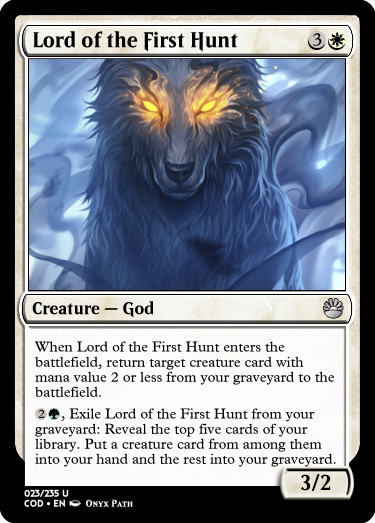 Lord of the First Hunt 3
Creature — God
When Lord of the First Hunt enters the
battlefield, return target creature card with
mana value 2 or less from your graveyard to the
battlefield.
2, Exile Lord of the First Hunt from your
graveyard: Reveal the top five cards of your
library. Put a creature card from among them
into your hand and the rest into your graveyard.
3/2
023/235 U
COD • EN Onyx Path